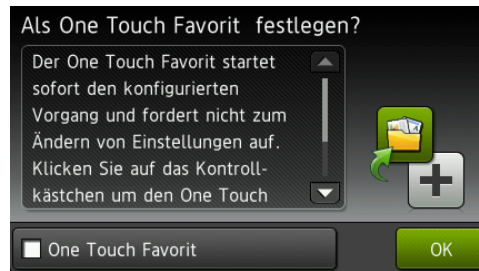 Als One Touch Favorit festlegen?
Der One Touch Favorit startet
sofort den konfigurierten
Vorgang und fordert nicht zum
Ändern von Einstellungen auf.
Klicken Sie auf das Kontroll-
kästchen um den One Touch
One Touch Favorit
OK